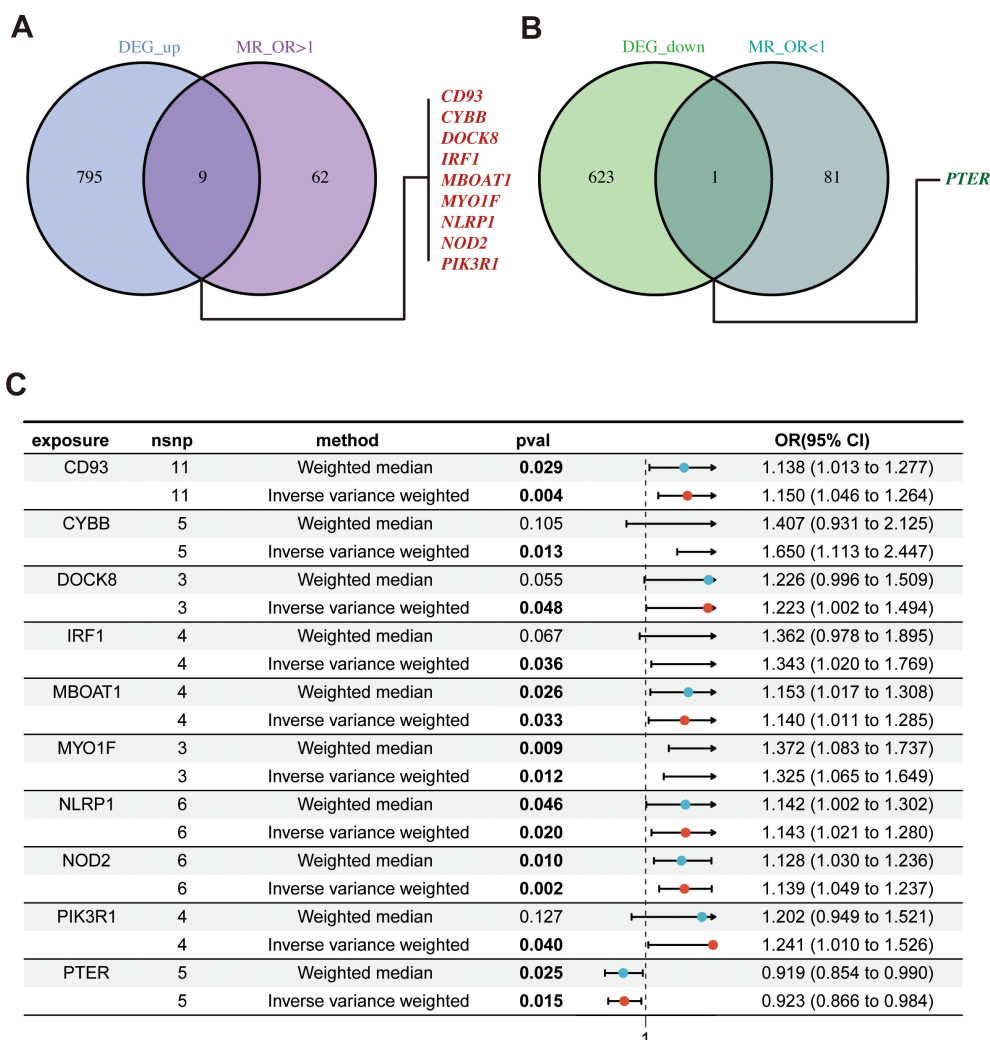 A
B
DEG_up MR_OR>1
DEG_down MR_OR<1
795 9 62
CD93
CYBB
DOCK8
IRF1
MBOAT1
MYO1F
NLRP1
NOD2
PIK3R1
623 1 81
PTER
C
exposure nsnp method pval OR(95% CI)
CD93 11 Weighted median 0.029 1.138 (1.013 to 1.277)
11 Inverse variance weighted 0.004 1.150 (1.046 to 1.264)
CYBB 5 Weighted median 0.105 1.407 (0.931 to 2.125)
5 Inverse variance weighted 0.013 1.650 (1.113 to 2.447)
DOCK8 3 Weighted median 0.055 1.226 (0.996 to 1.509)
3 Inverse variance weighted 0.048 1.223 (1.002 to 1.494)
IRF1 4 Weighted median 0.067 1.362 (0.978 to 1.895)
4 Inverse variance weighted 0.036 1.343 (1.020 to 1.769)
MBOAT1 4 Weighted median 0.026 1.153 (1.017 to 1.308)
4 Inverse variance weighted 0.033 1.140 (1.011 to 1.285)
MYO1F 3 Weighted median 0.009 1.372 (1.083 to 1.737)
3 Inverse variance weighted 0.012 1.325 (1.065 to 1.649)
NLRP1 6 Weighted median 0.046 1.142 (1.002 to 1.302)
6 Inverse variance weighted 0.020 1.143 (1.021 to 1.280)
NOD2 6 Weighted median 0.010 1.128 (1.030 to 1.236)
6 Inverse variance weighted 0.002 1.139 (1.049 to 1.237)
PIK3R1 4 Weighted median 0.127 1.202 (0.949 to 1.521)
4 Inverse variance weighted 0.040 1.241 (1.010 to 1.526)
PTER 5 Weighted median 0.025 0.919 (0.854 to 0.990)
5 Inverse variance weighted 0.015 0.923 (0.866 to 0.984)
1